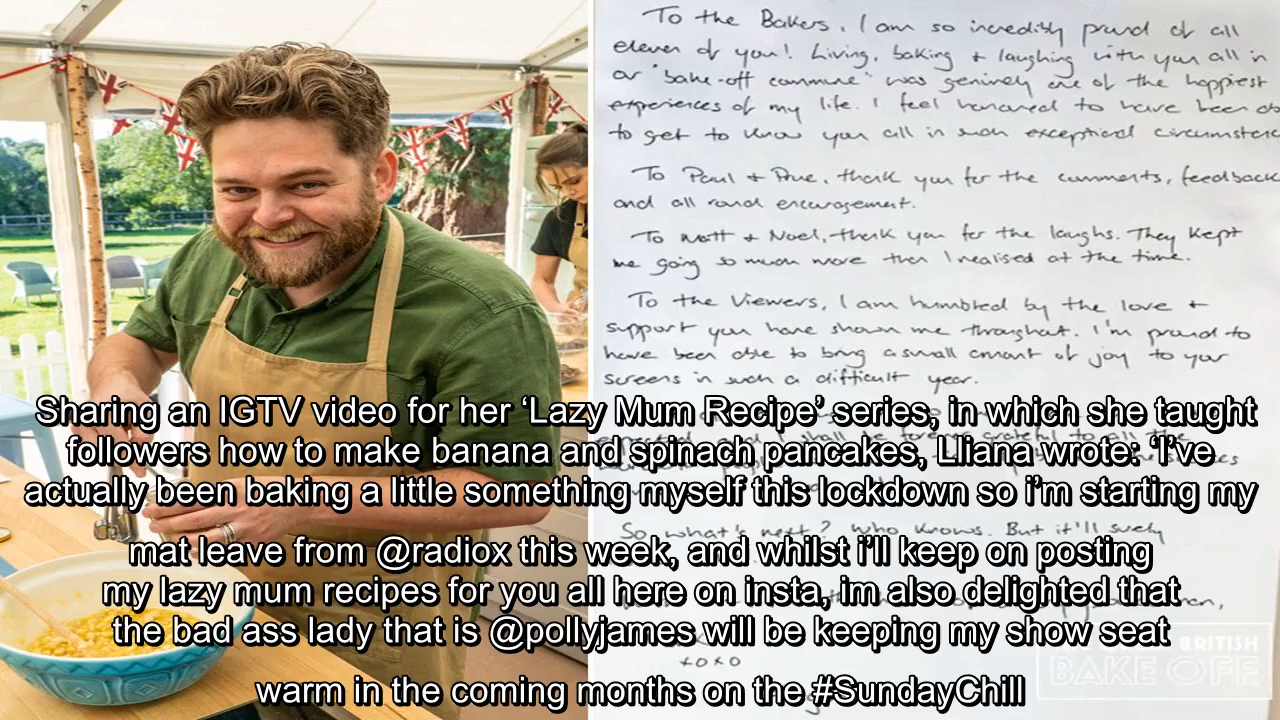 To the Bakers, I am so incredibly proud of all
eleven of you! Living, baking & laughing with you all in
our "bake-off commune" was genuinely one of the happiest
experiences of my life. I feel honoured to have been
to get to know you all in such exceptional
To Paul & Prue, thank you for the comments, feedback
and all round encouragement.
To Matt & Noel, thank you for the laughs. They kept
me going so much more than I realised at the time.
To the Viewers, I am humbled by the love +
support you have shown me throughout. I'm proud to
have been able to bring a small amount of joy to your
screens in such a difficult year.
Sharing an IGTV video for her ‘Lazy Mum Recipe’ series, in which she taught
followers how to make banana and spinach pancakes, Lliana wrote: ‘I’ve
actually been baking a little something myself this lockdown so i’m starting my
So what's next? Who knows. But it'll surely
mat leave from @radiox this week, and whilst i’ll keep on posting
my lazy mum recipes for you all here on insta, im also delighted that
the bad ass lady that is @pollyjames will be keeping my show seat
xoxo
BRITISH
BAKE OFF
warm in the coming months on the #SundayChill